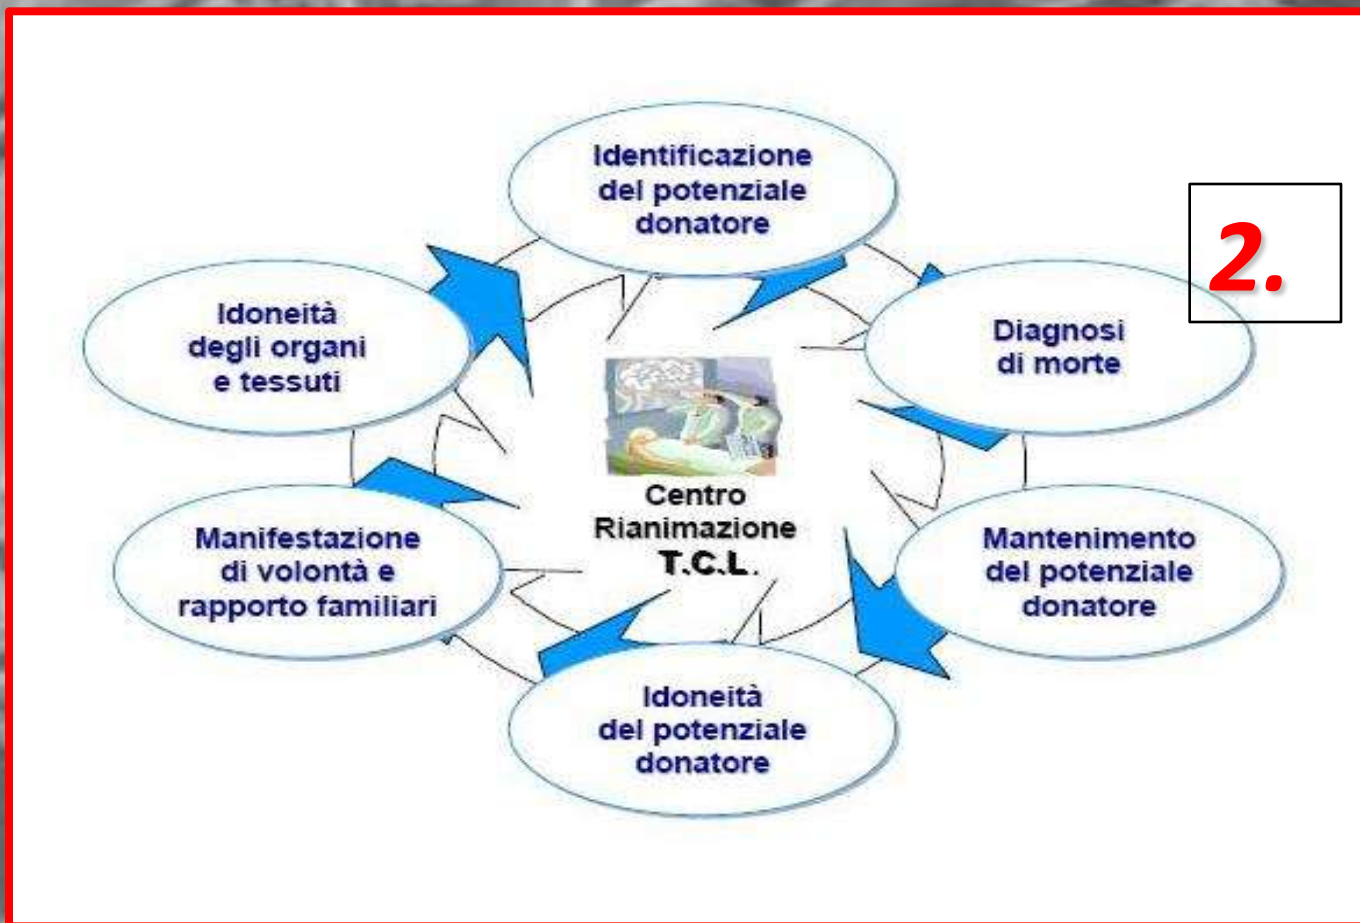 Identificazione
del potenziale
donatore
2.
Diagnosi
di morte
Mantenimento
del potenziale
donatore
Idoneità
del potenziale
donatore
Manifestazione
di volontà e
rapporto familiari
Idoneità
degli organi
e tessuti
Centro
Rianimazione
T.C.L.